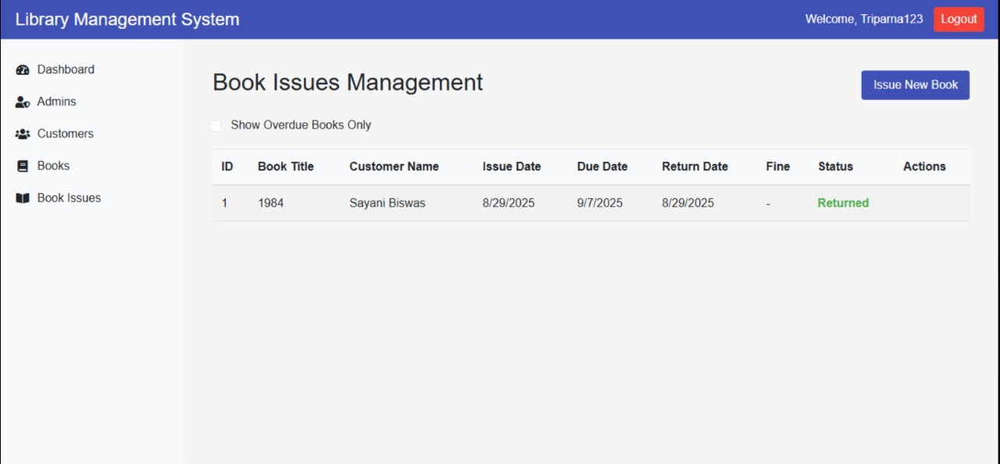 Library Management System
Welcome, Triparna123 Logout
Dashboard
Admins
Customers
Books
Book Issues
Book Issues Management
Issue New Book
Show Overdue Books Only
ID Book Title Customer Name Issue Date Due Date Return Date Fine Status Actions
1 1984 Sayani Biswas 8/29/2025 9/7/2025 8/29/2025 - Returned